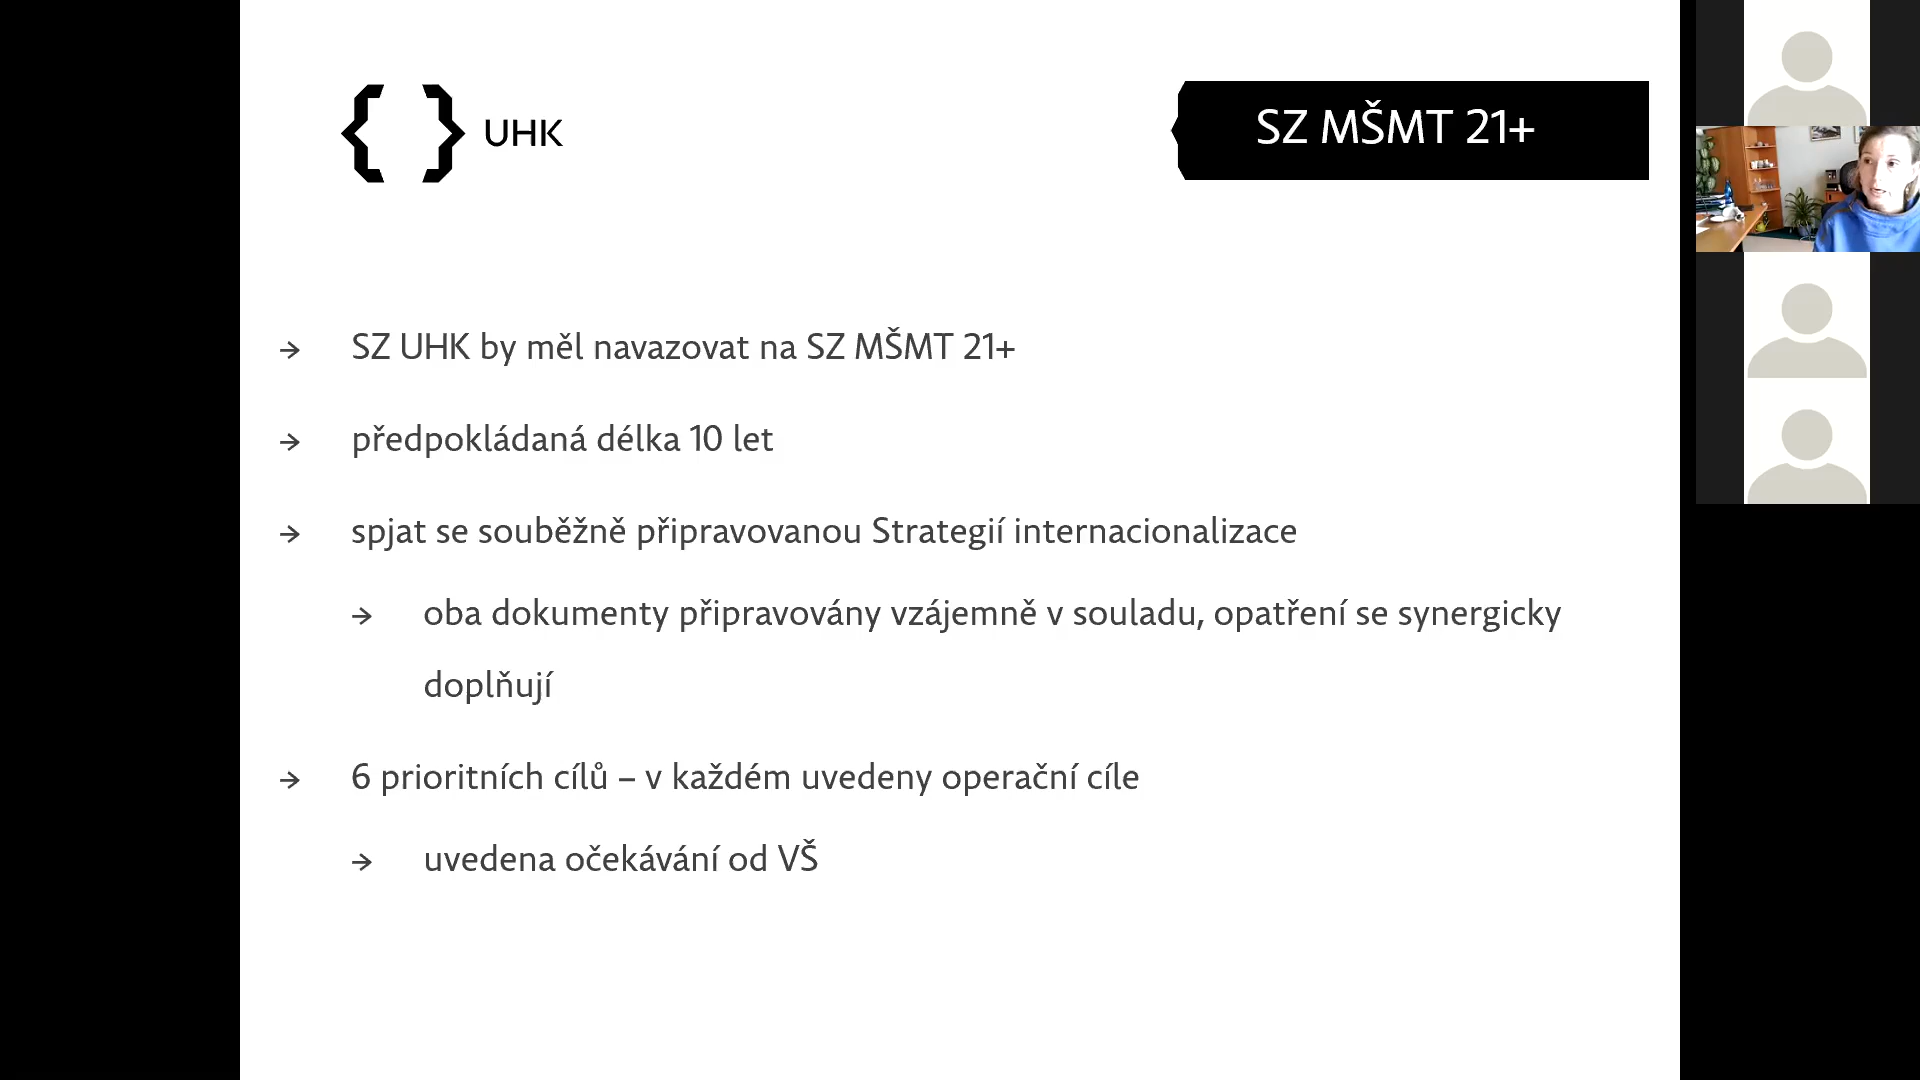 UHK
SZ MŠMT 21+
→ SZ UHK by měl navazovat na SZ MŠMT 21+
→ předpokládaná délka 10 let
→ spjat se souběžně připravovanou Strategií internacionalizace
→ oba dokumenty připravovány vzájemně v souladu, opatření se synergicky
doplňují
→ 6 prioritních cílů – v každém uvedeny operační cíle
→ uvedena očekávání od VŠ